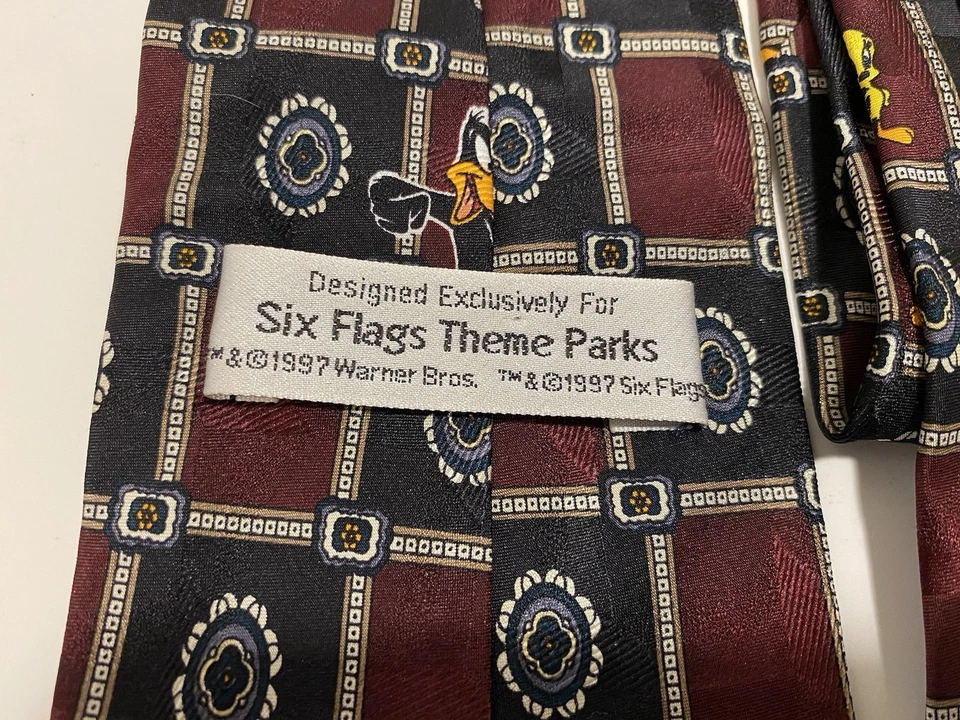 Designed Exclusively For
Six Flags Theme Parks
™&©1997 Warner Bros. ™&©1997 Six Flags